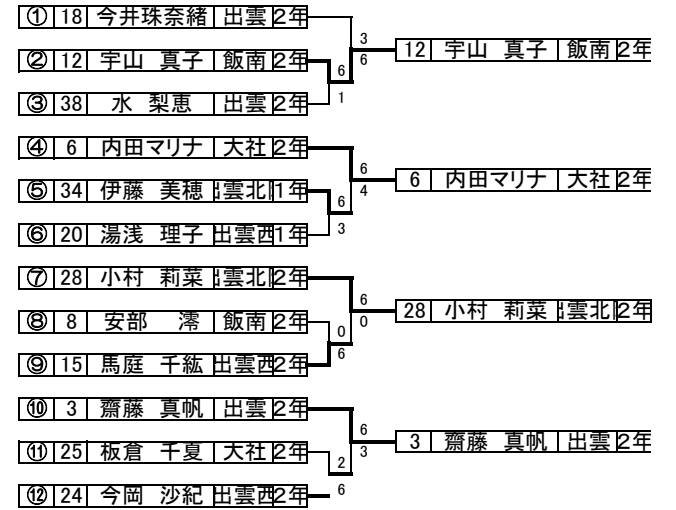 ① 18 今井珠奈緒 出雲 2年
3
12 宇山 真子 飯南 2年
6
② 12 宇山 真子 飯南 2年
6
1
③ 38 水 梨恵 出雲 2年
④ 6 内田マリナ 大社 2年
6
6 内田マリナ 大社 2年
4
⑤ 34 伊藤 美穂 出雲北 1年
6
3
⑥ 20 湯浅 理子 出雲西 1年
⑦ 28 小村 莉菜 出雲北 2年
6
28 小村 莉菜 出雲北 2年
0
⑧ 8 安部 澪 飯南 2年
0
6
⑨ 15 馬庭 千紘 出雲西 2年
⑩ 3 齋藤 真帆 出雲 2年
6
3 齋藤 真帆 出雲 2年
3
⑪ 25 板倉 千夏 大社 2年
2
6
⑫ 24 今岡 沙紀 出雲西 2年